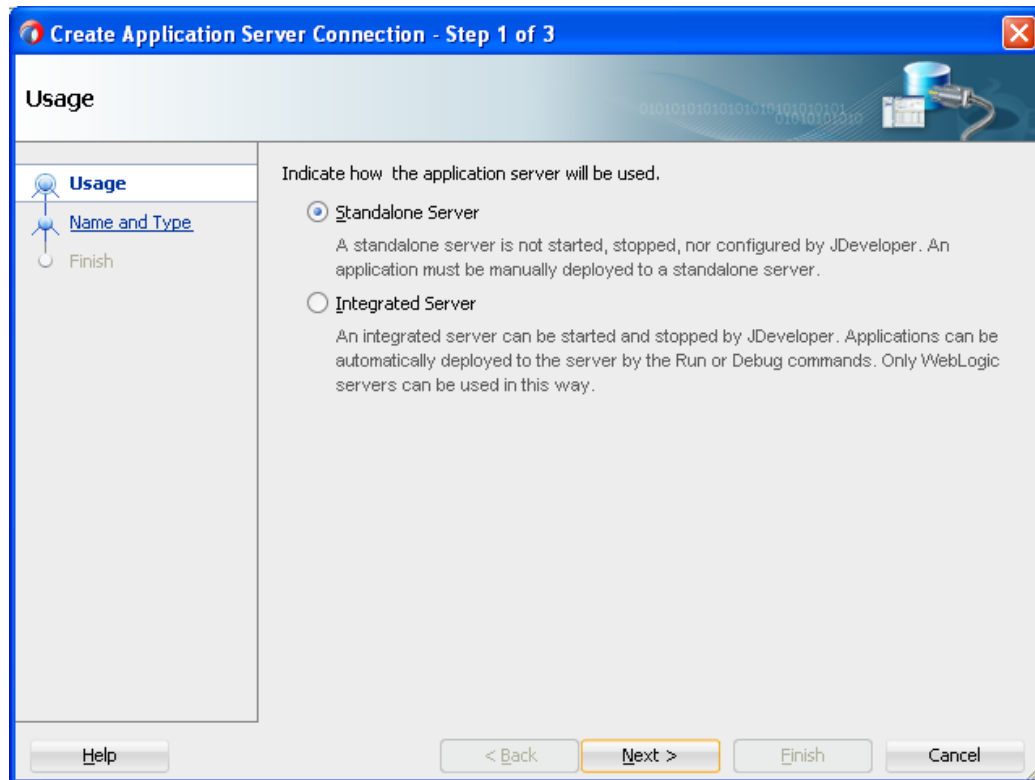 Create Application Server Connection - Step 1 of 3
Usage
010101010101010101010101
01010101010
Usage
Name and Type
Finish
Indicate how the application server will be used.
Standalone Server
A standalone server is not started, stopped, nor configured by JDeveloper. An
application must be manually deployed to a standalone server.
Integrated Server
An integrated server can be started and stopped by JDeveloper. Applications can be
automatically deployed to the server by the Run or Debug commands. Only WebLogic
servers can be used in this way.
Help
< Back
Next >
Finish
Cancel